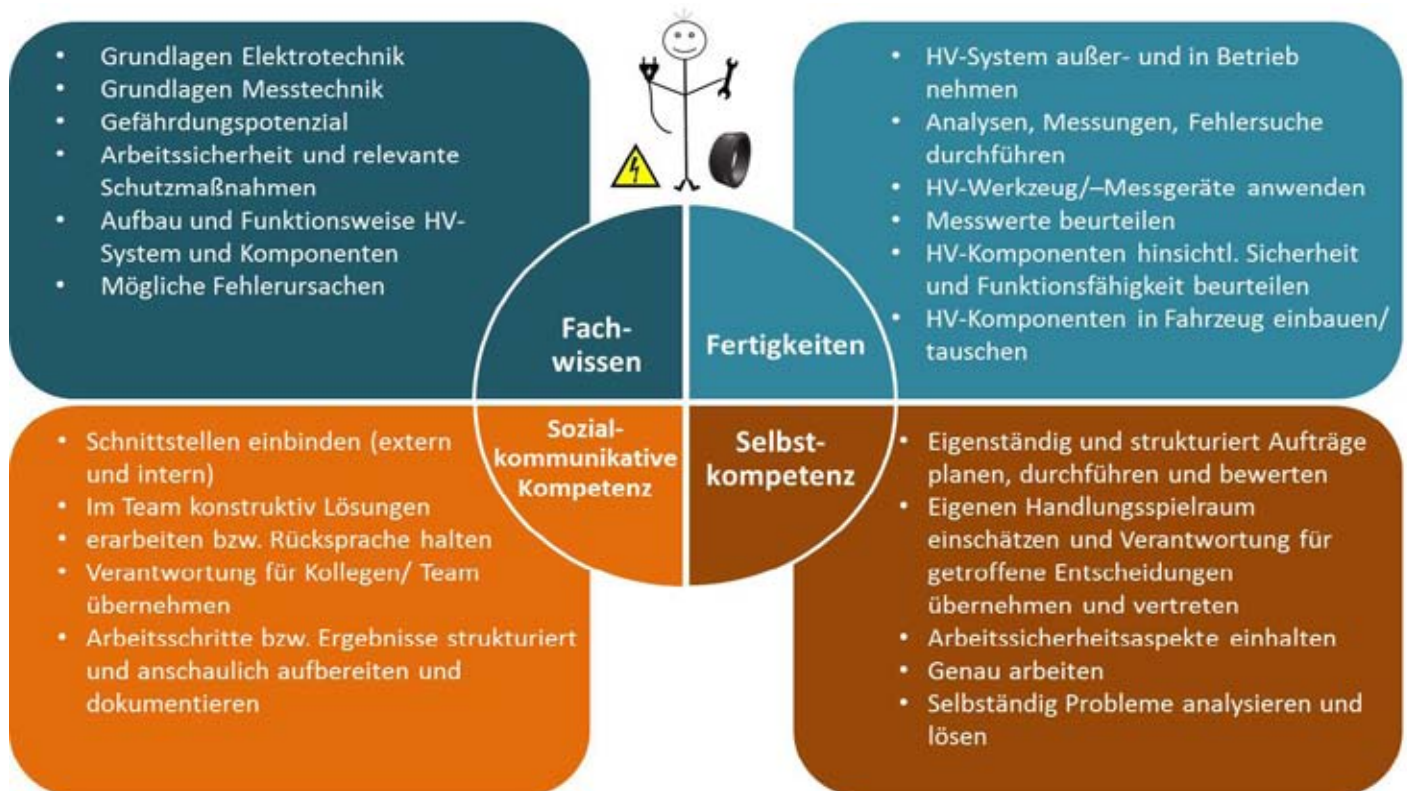 • Grundlagen Elektrotechnik
• Grundlagen Messtechnik
• Gefährdungspotenzial
• Arbeitssicherheit und relevante
Schutzmaßnahmen
• Aufbau und Funktionsweise HV-
System und Komponenten
• Mögliche Fehlerursachen
Fach-
wissen
• HV-System außer- und in Betrieb
nehmen
• Analysen, Messungen, Fehlersuche
durchführen
• HV-Werkzeug/–Messgeräte anwenden
• Messwerte beurteilen
• HV-Komponenten hinsichtl. Sicherheit
und Funktionsfähigkeit beurteilen
• HV-Komponenten in Fahrzeug einbauen/
tauschen
Fertigkeiten
• Schnittstellen einbinden (extern
und intern)
• Im Team konstruktiv Lösungen
• erarbeiten bzw. Rücksprache halten
• Verantwortung für Kollegen/ Team
übernehmen
• Arbeitsschritte bzw. Ergebnisse strukturiert
und anschaulich aufbereiten und
dokumentieren
Sozial-
kommunikative
Kompetenz
Selbst-
kompetenz
• Eigenständig und strukturiert Aufträge
planen, durchführen und bewerten
• Eigenen Handlungsspielraum
einschätzen und Verantwortung für
getroffene Entscheidungen
übernehmen und vertreten
• Arbeitssicherheitsaspekte einhalten
• Genau arbeiten
• Selbständig Probleme analysieren und
lösen